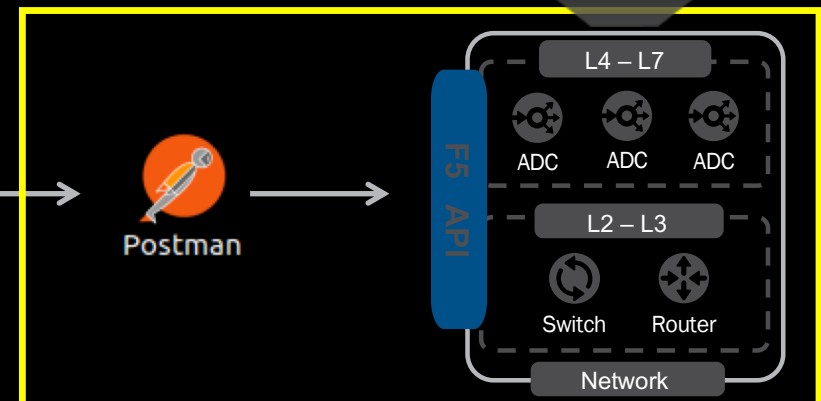 Postman
F5 API
L4 – L7
ADC
ADC
ADC
L2 – L3
Switch
Router
Network